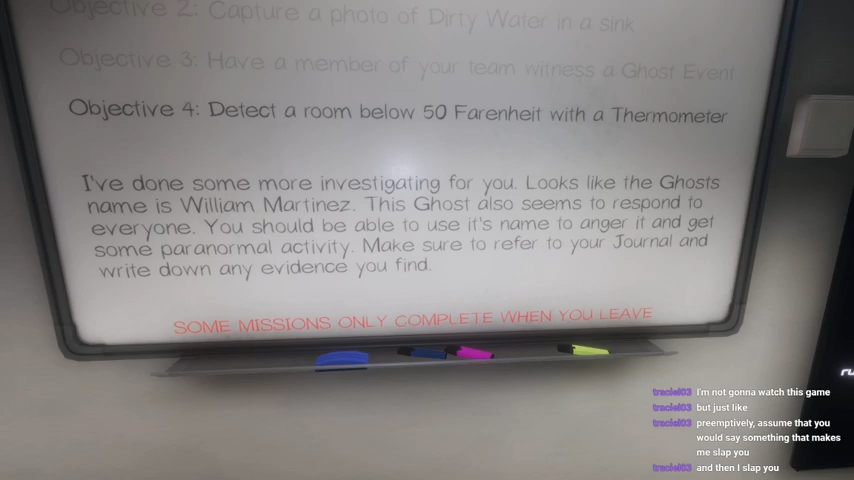 Objective 2: Capture a photo of Dirty Water in a sink
Objective 3: Have a member of your team witness a Ghost Event
Objective 4: Detect a room below 50 Farenheit with a Thermometer
I've done some more investigating for you. Looks like the Ghosts
name is William Martinez. This Ghost also seems to respond to
everyone. You should be able to use it's name to anger it and get
some paranormal activity. Make sure to refer to your Journal and
write down any evidence you find.
SOME MISSIONS ONLY COMPLETE WHEN YOU LEAVE
traciel03 I'm not gonna watch this game
traciel03 but just like
traciel03 preemptively, assume that you
would say something that makes
me slap you
traciel03 and then I slap you